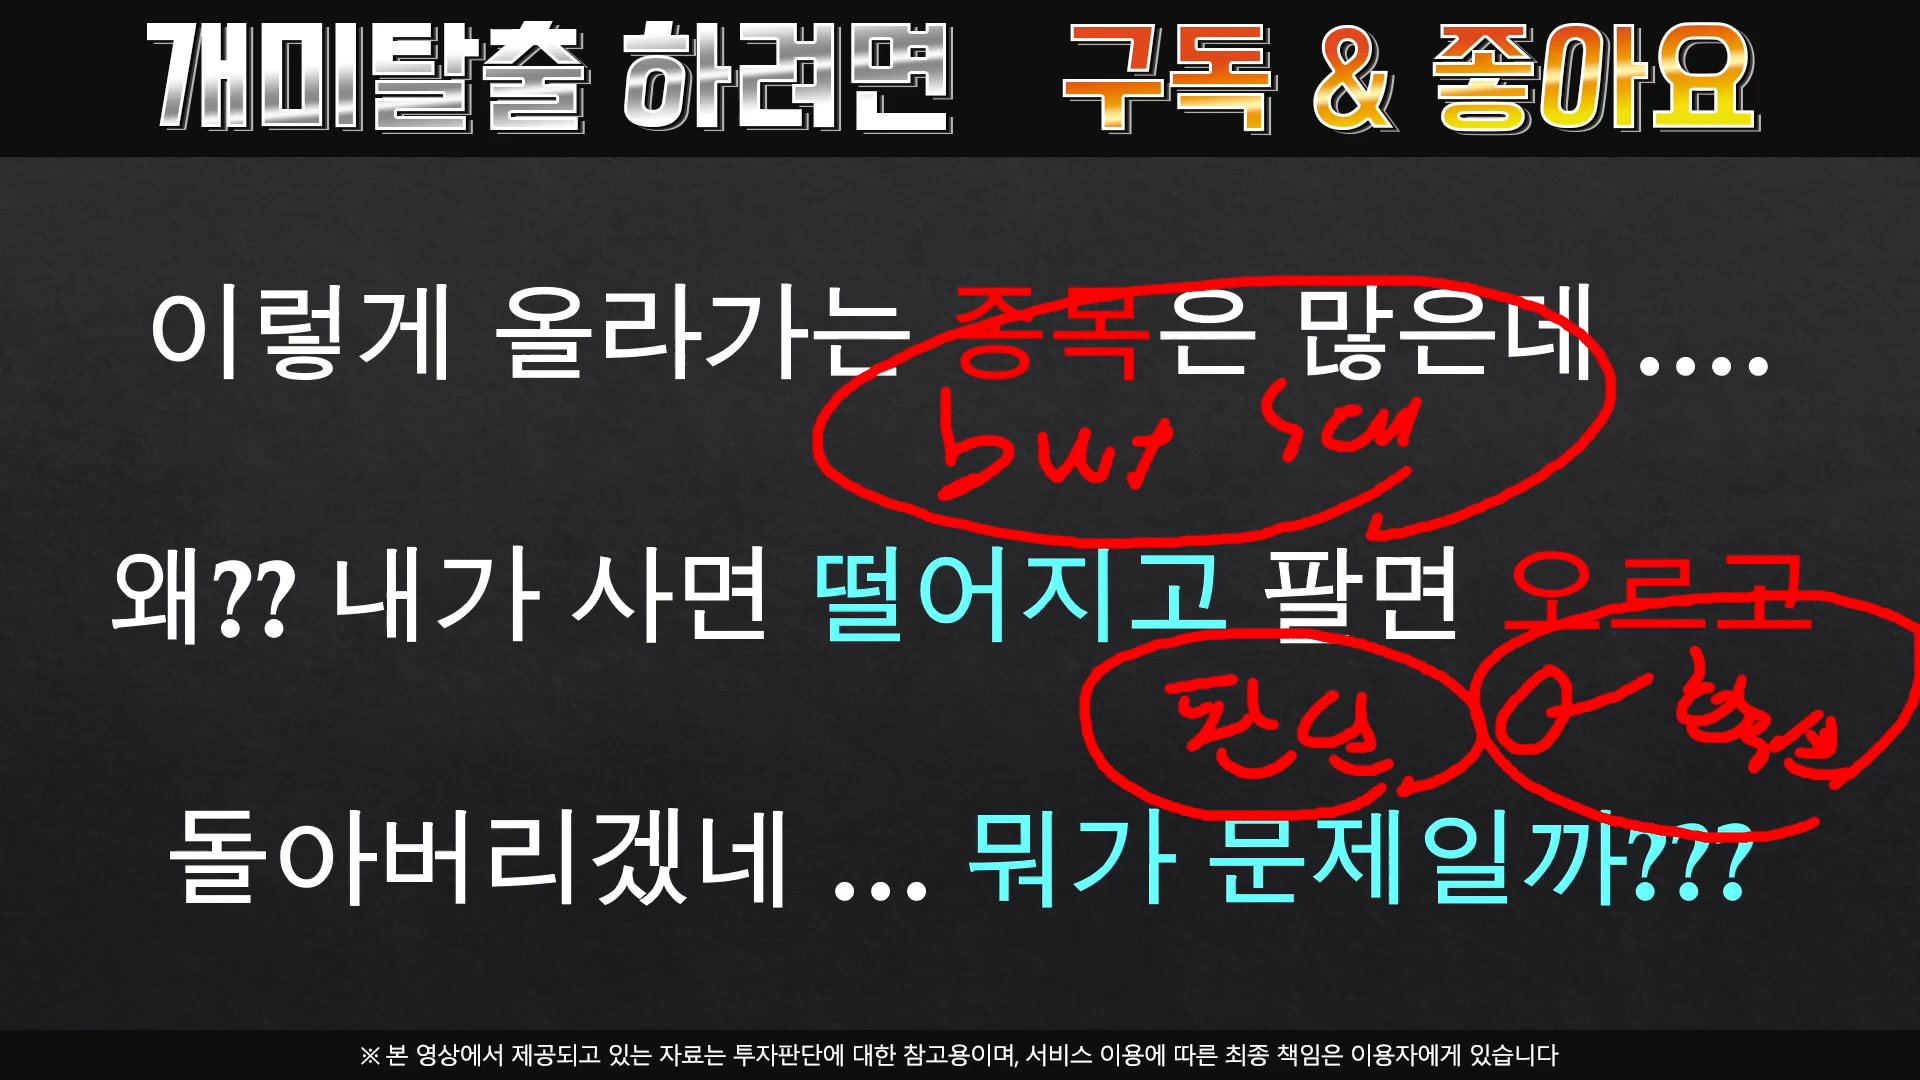 개미탈출 하려면 구독 & 좋아요
이렇게 올라가는 종목은 많은데 ....
but
왜?? 내가 사면 떨어지고 팔면 오르고
돌아버리겠네 ... 뭐가 문제일까???
※ 본 영상에서 제공되고 있는 자료는 투자판단에 대한 참고용이며, 서비스 이용에 따른 최종 책임은 이용자에게 있습니다